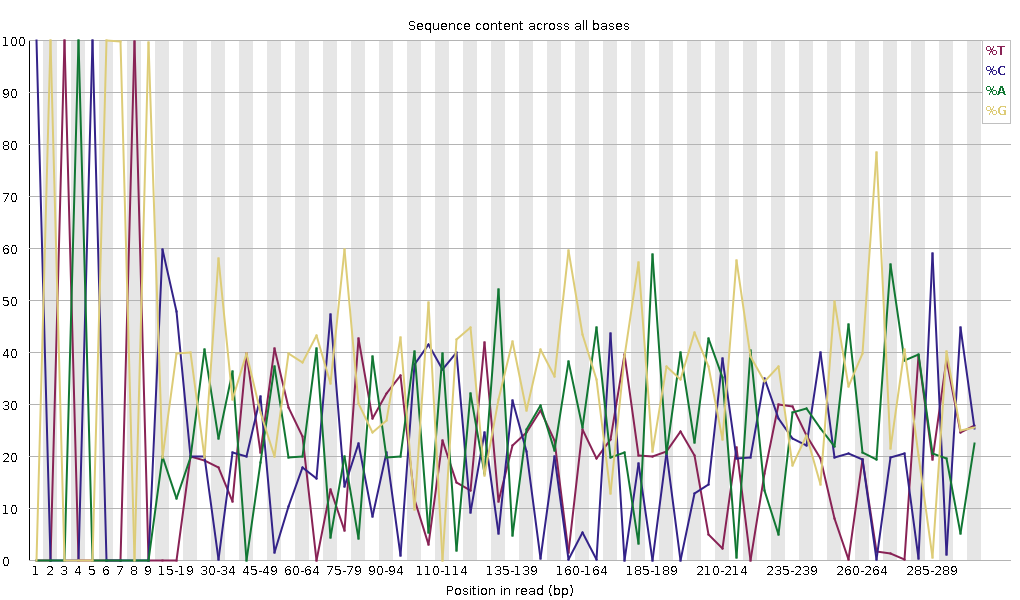 Sequence content across all bases
100
90
80
70
60
50
40
30
20
10
0
%T
%C
%A
%G
1 2 3 4 5 6 7 8 9 15-19 30-34 45-49 60-64 75-79 90-94 110-114 135-139 160-164 185-189 210-214 235-239 260-264 285-289
Position in read (bp)